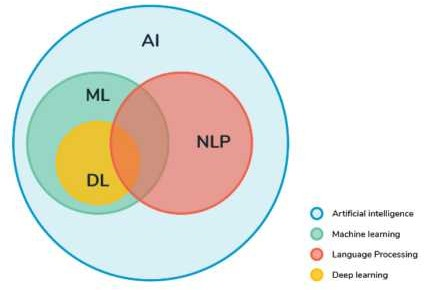 AI
ML
NLP
DL
Artificial intelligence
Machine learning
Language Processing
Deep learning